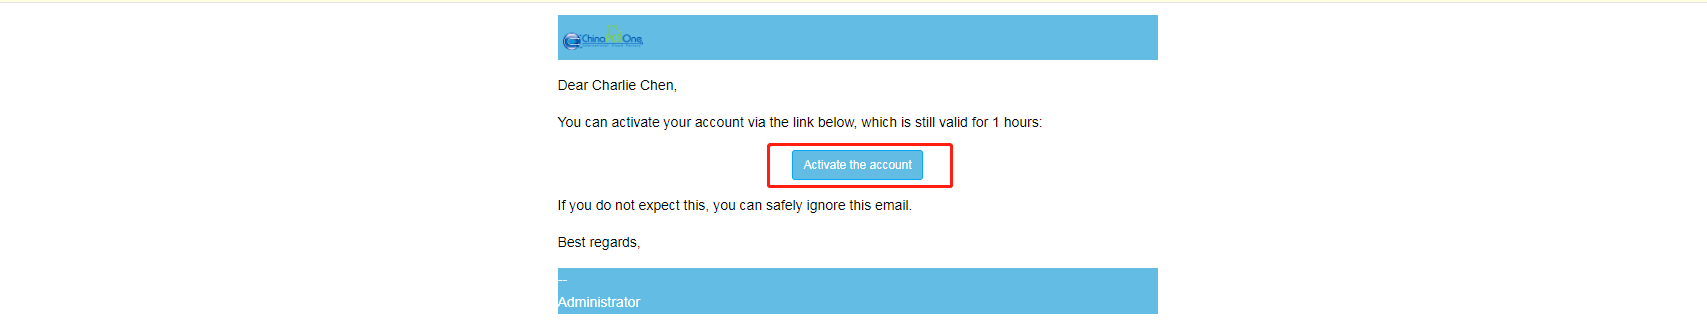 China One
Dear Charlie Chen,
You can activate your account via the link below, which is still valid for 1 hours:
Activate the account
If you do not expect this, you can safely ignore this email.
Best regards,
--
Administrator